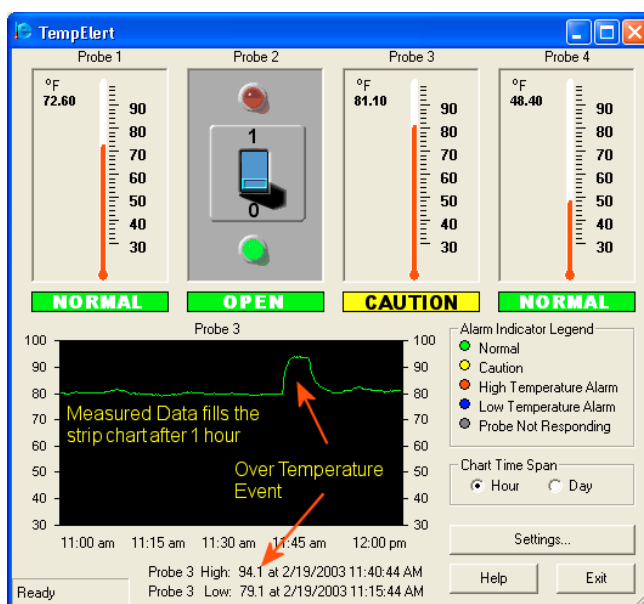 TempElert
Probe 1
Probe 2
Probe 3
Probe 4
°F
72.60
90
80
70
60
50
40
30
1
0
°F
81.10
90
80
70
60
50
40
30
°F
48.40
90
80
70
60
50
40
30
NORMAL
OPEN
CAUTION
NORMAL
Probe 3
100
90
80
70
60
50
40
30
100
90
80
70
60
50
40
30
Measured Data fills the
strip chart after 1 hour
Over Temperature
Event
11:00 am 11:15 am 11:30 am 11:45 am 12:00 pm
Probe 3 High: 94.1 at 2/19/2003 11:40:44 AM
Probe 3 Low: 79.1 at 2/19/2003 11:15:44 AM
Alarm Indicator Legend
Normal
Caution
High Temperature Alarm
Low Temperature Alarm
Probe Not Responding
Chart Time Span
Hour Day
Settings...
Help Exit
Ready